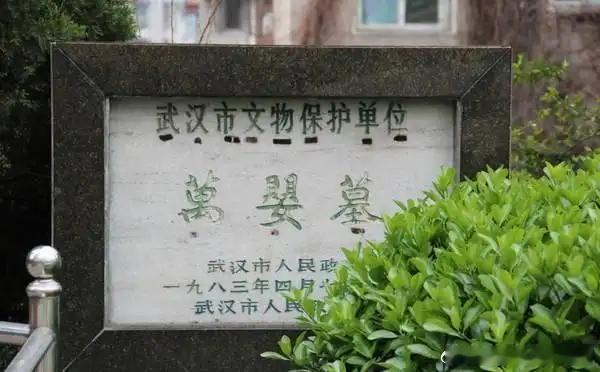 武汉市文物保护单位
萬婴墓
武汉市人民政
一九八三年四月
武汉市人民